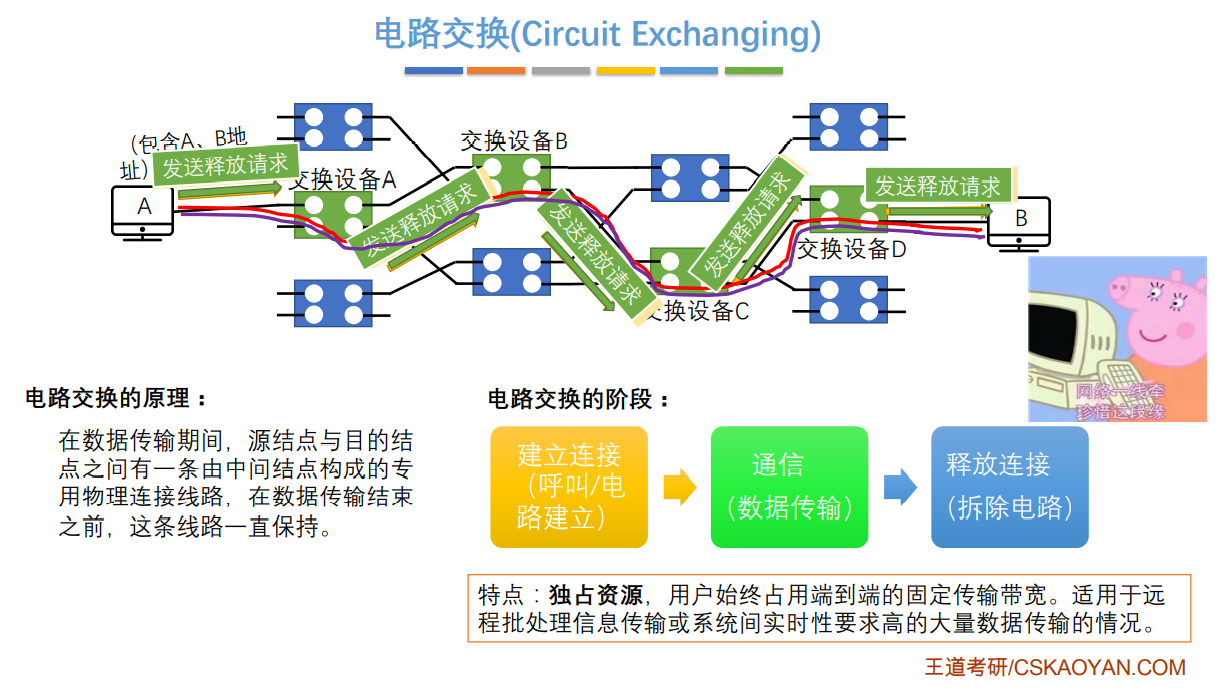 电路交换(Circuit Exchanging)
（包含A、B地
址）
发送释放请求
A
交换设备A
发送释放请求
交换设备B
发送释放请求
交换设备C
发送释放请求
交换设备D
发送释放请求
B
网络一线牵
珍惜这段缘
电路交换的原理：
在数据传输期间，源结点与目的结
点之间有一条由中间结点构成的专
用物理连接线路，在数据传输结束
之前，这条线路一直保持。
电路交换的阶段：
建立连接
（呼叫/电
路建立）
通信
（数据传输）
释放连接
（拆除电路）
特点：独占资源，用户始终占用端到端的固定传输带宽。适用于远
程批处理信息传输或系统间实时性要求高的大量数据传输的情况。
王道考研/CSKAOYAN.COM